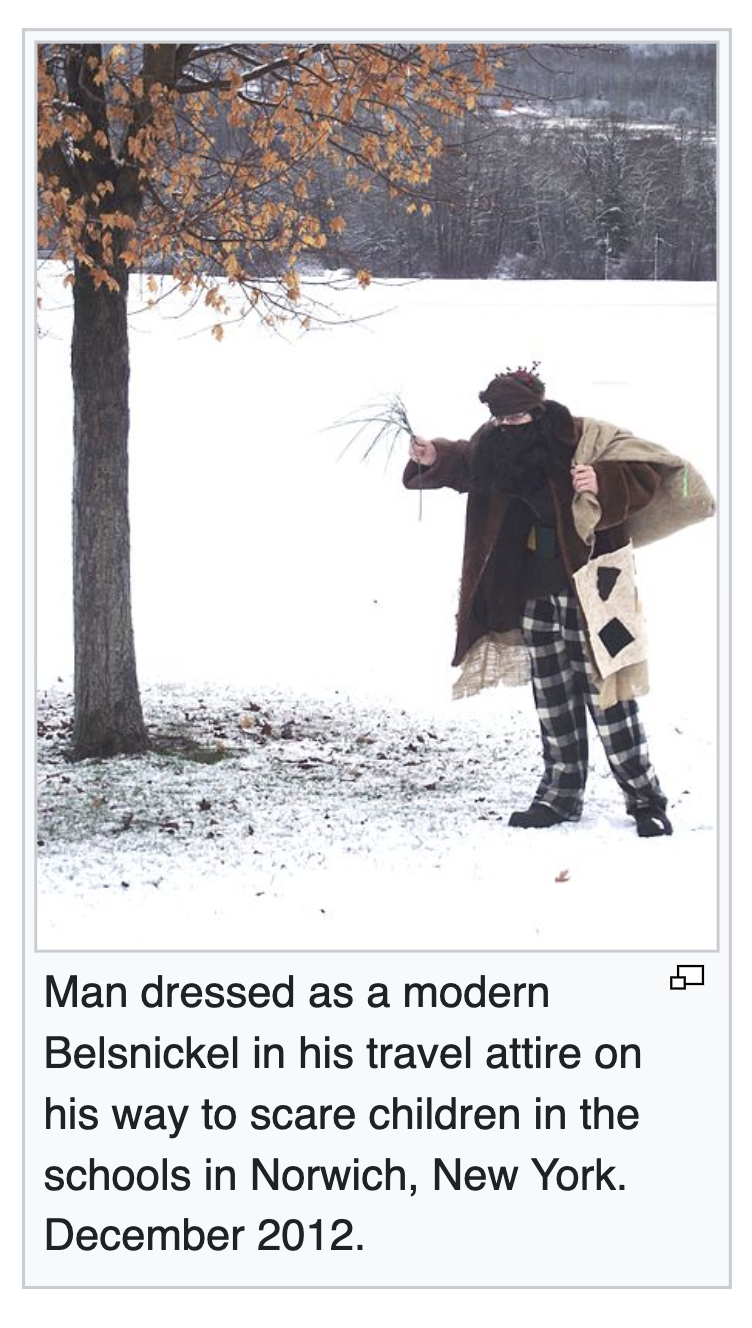 Man dressed as a modern
Belsnickel in his travel attire on
his way to scare children in the
schools in Norwich, New York.
December 2012.